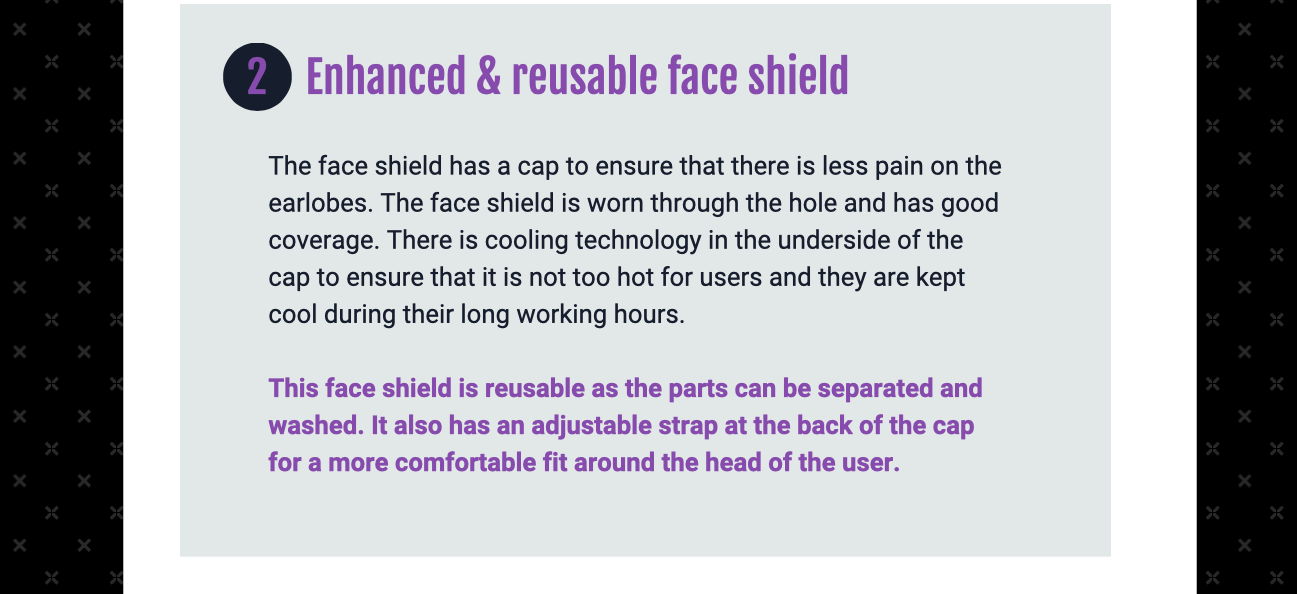 2 Enhanced & reusable face shield
The face shield has a cap to ensure that there is less pain on the
earlobes. The face shield is worn through the hole and has good
coverage. There is cooling technology in the underside of the
cap to ensure that it is not too hot for users and they are kept
cool during their long working hours.
This face shield is reusable as the parts can be separated and
washed. It also has an adjustable strap at the back of the cap
for a more comfortable fit around the head of the user.